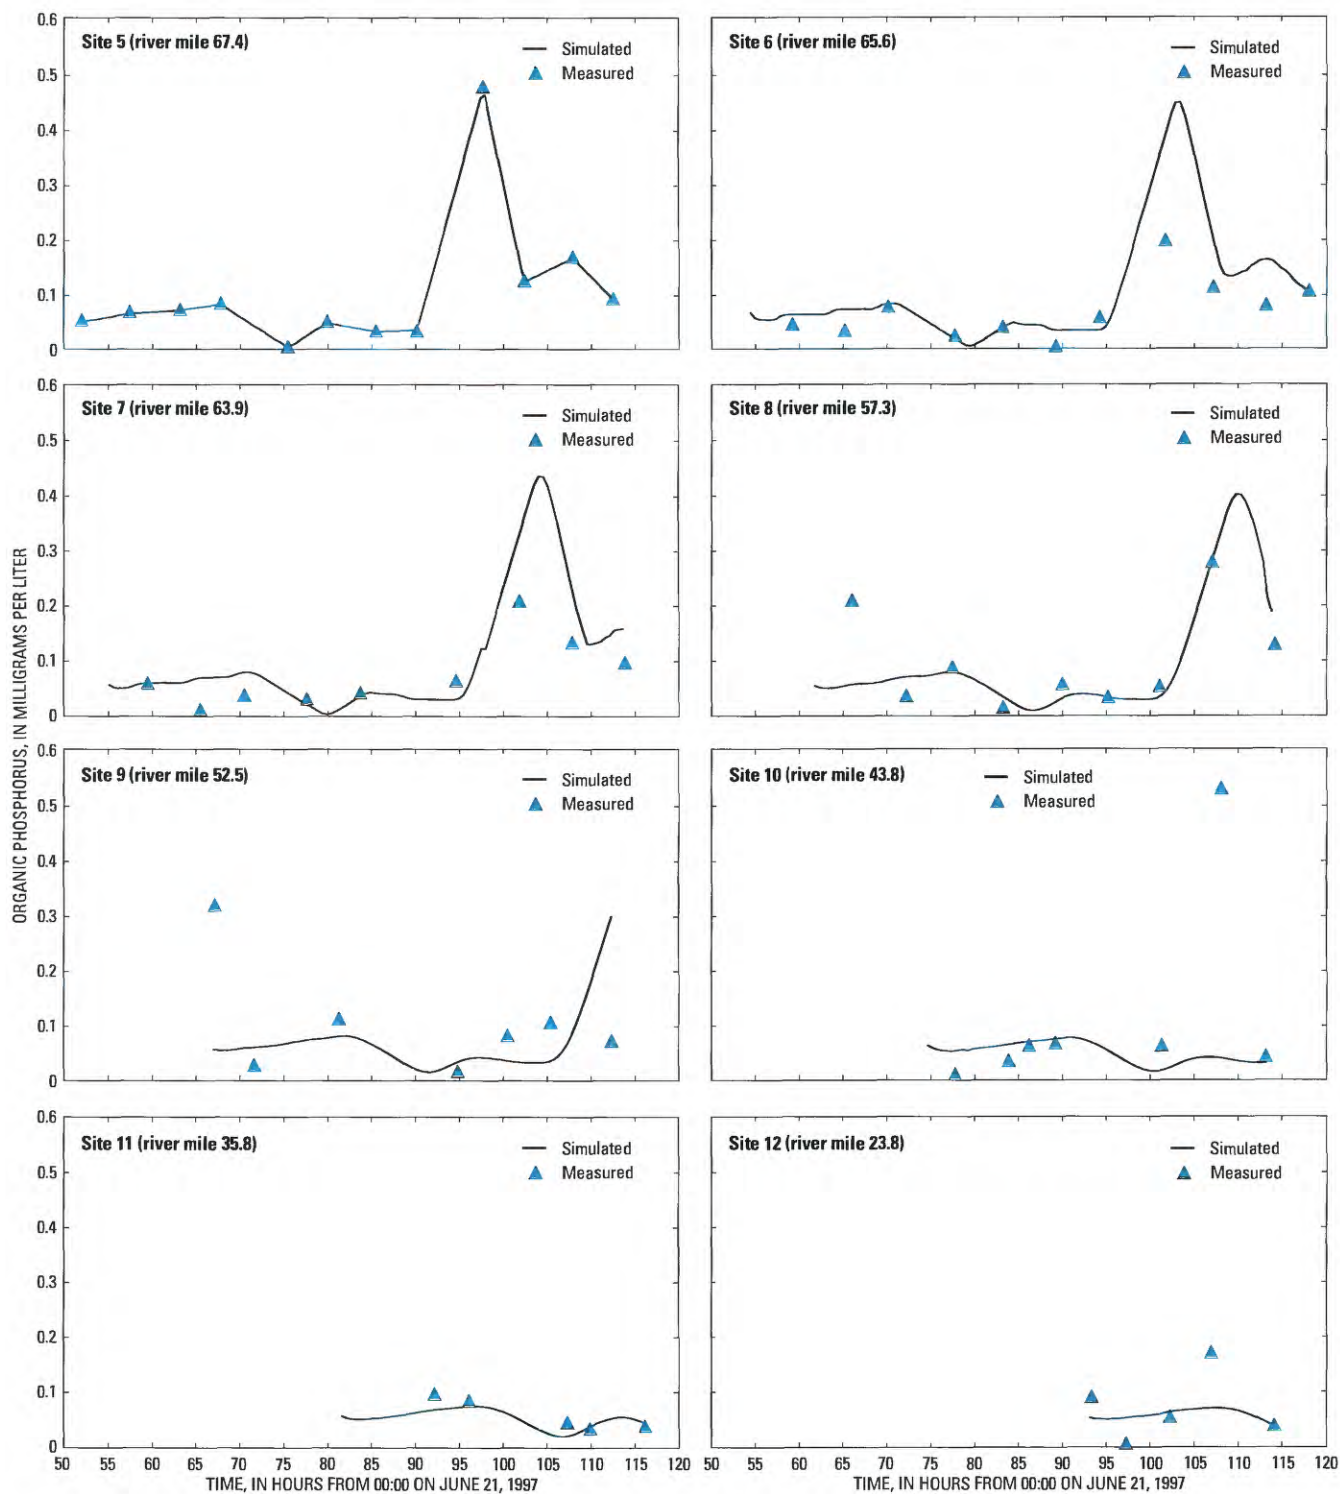 0.6
Site 5 (river mile 67.4)
Simulated
Measured
0.5
0.4
0.3
0.2
0.1
0
Site 6 (river mile 65.6)
Simulated
Measured
0.6
Site 7 (river mile 63.9)
Simulated
Measured
0.5
0.4
0.3
0.2
0.1
0
Site 8 (river mile 57.3)
Simulated
Measured
ORGANIC PHOSPHORUS, IN MILLIGRAMS PER LITER
0.6
Site 9 (river mile 52.5)
Simulated
Measured
0.5
0.4
0.3
0.2
0.1
0
Site 10 (river mile 43.8)
Simulated
Measured
0.6
Site 11 (river mile 35.8)
Simulated
Measured
0.5
0.4
0.3
0.2
0.1
0
50 55 60 65 70 75 80 85 90 95 100 105 110 115 120
TIME, IN HOURS FROM 00:00 ON JUNE 21, 1997
Site 12 (river mile 23.8)
Simulated
Measured
50 55 60 65 70 75 80 85 90 95 100 105 110 115 120
TIME, IN HOURS FROM 00:00 ON JUNE 21, 1997